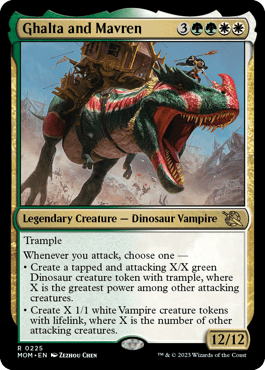 Ghalta and Mavren 3
Legendary Creature — Dinosaur Vampire
Trample
Whenever you attack, choose one —
• Create a tapped and attacking X/X green
Dinosaur creature token with trample, where
X is the greatest power among other attacking
creatures.
• Create X 1/1 white Vampire creature tokens
with lifelink, where X is the number of other
attacking creatures.
12/12
R 0225
MOM • EN Zezhou Chen
™ & © 2023 Wizards of the Coast